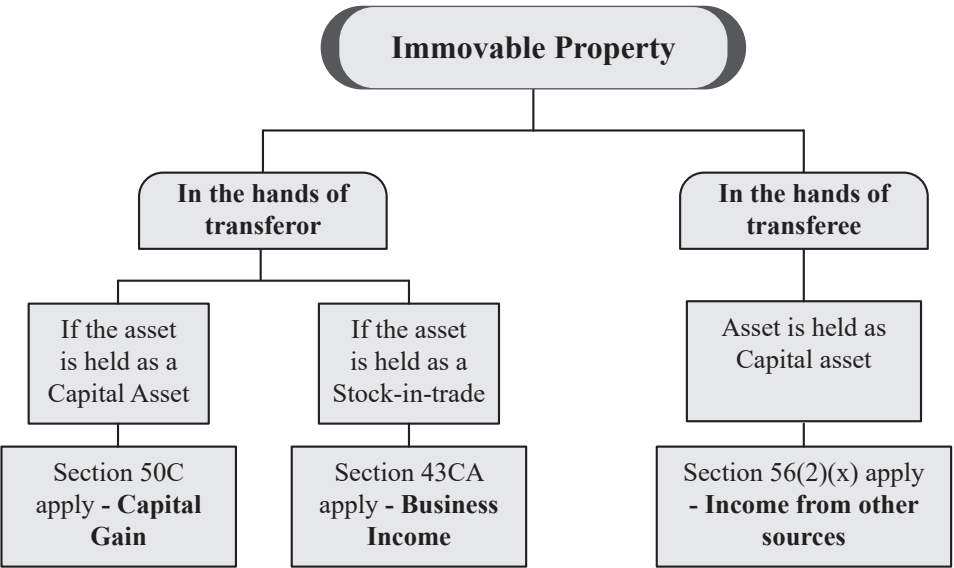 Immovable Property
In the hands of
transferor
In the hands of
transferee
If the asset
is held as a
Capital Asset
If the asset
is held as a
Stock-in-trade
Asset is held as
Capital asset
Section 50C
apply - Capital
Gain
Section 43CA
apply - Business
Income
Section 56(2)(x) apply
- Income from other
sources